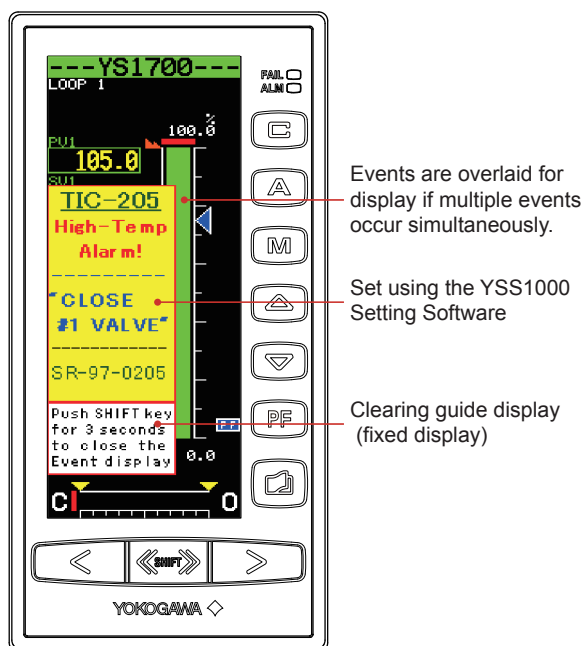 ---YS1700---
LOOP 1
FAIL
ALM
%
100.0
PV1
105.0
SV1
TIC-205
High-Temp
Alarm!
"CLOSE
#1 VALVE"
SR-97-0205
Push SHIFT key
for 3 seconds
to close the
Event display
FF
0.0
C
O
C
A
M
PF
SHIFT
YOKOGAWA
Events are overlaid for
display if multiple events
occur simultaneously.
Set using the YSS1000
Setting Software
Clearing guide display
(fixed display)